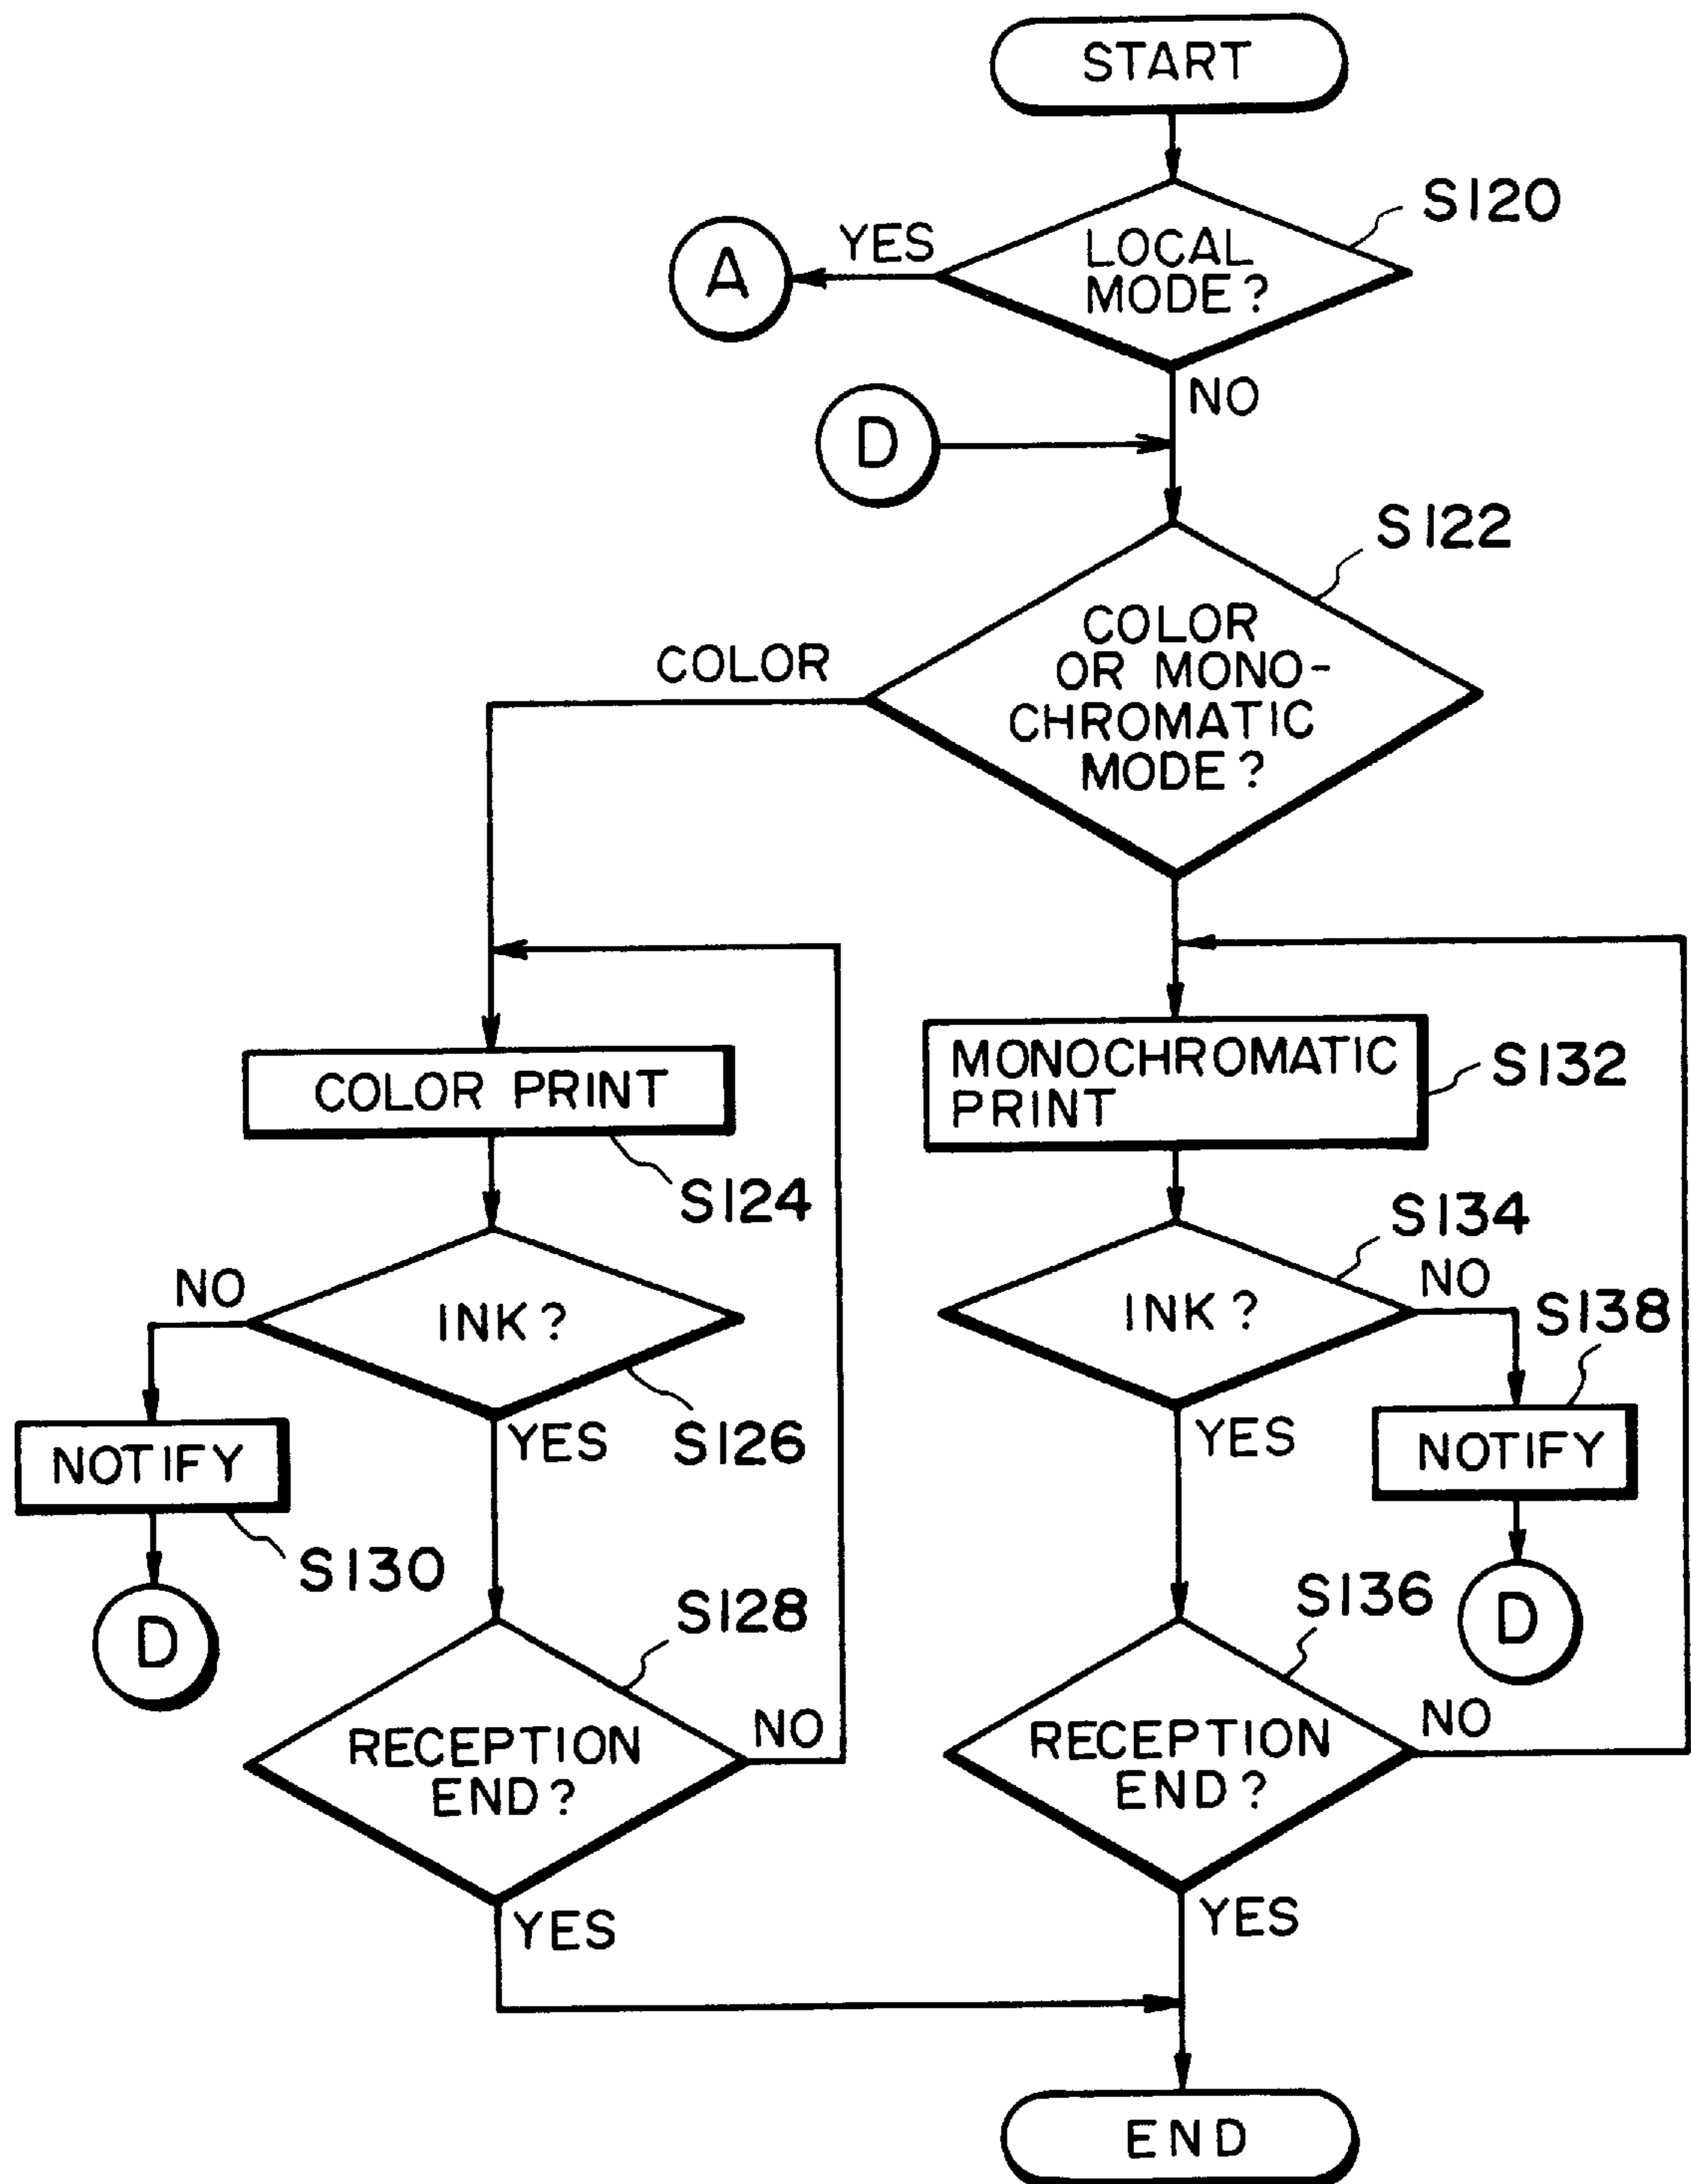 START
S120
LOCAL
MODE?
YES
A
NO
D
S122
COLOR
OR MONO-
CHROMATIC
MODE?
COLOR
COLOR PRINT
S124
MONOCHROMATIC
PRINT
S132
INK?
NO
S126
YES
NOTIFY
S130
D
S134
INK?
NO
S138
YES
NOTIFY
D
S128
RECEPTION
END?
NO
YES
S136
RECEPTION
END?
NO
YES
END